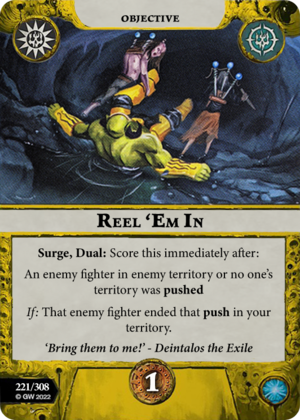 OBJECTIVE
REEL ‘EM IN
Surge, Dual: Score this immediately after:
An enemy fighter in enemy territory or no one's
territory was pushed
If: That enemy fighter ended that push in your
territory.
‘Bring them to me!’ - Deintalos the Exile
221/308
© GW 2022
1